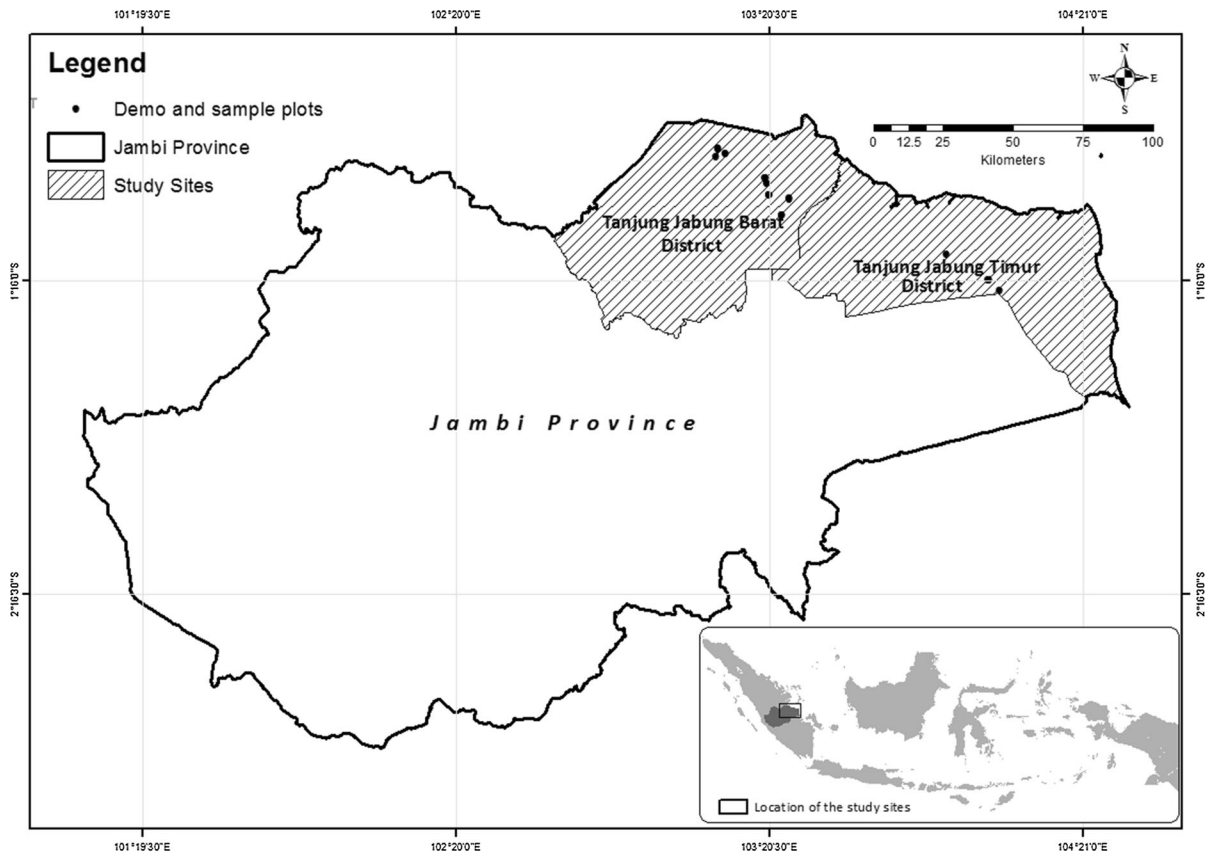 101°19'30"E 102°20'0"E 103°20'30"E 104°21'0"E
Legend
Demo and sample plots
Jambi Province
Study Sites
N
W E
S
0 12.5 25 50 75 100
Kilometers
Tanjung Jabung Barat
District
Tanjung Jabung Timur
District
1°16'0"S 1°16'0"S
Jambi Province
2°16'30"S 2°16'30"S
Location of the study sites
101°19'30"E 102°20'0"E 103°20'30"E 104°21'0"E